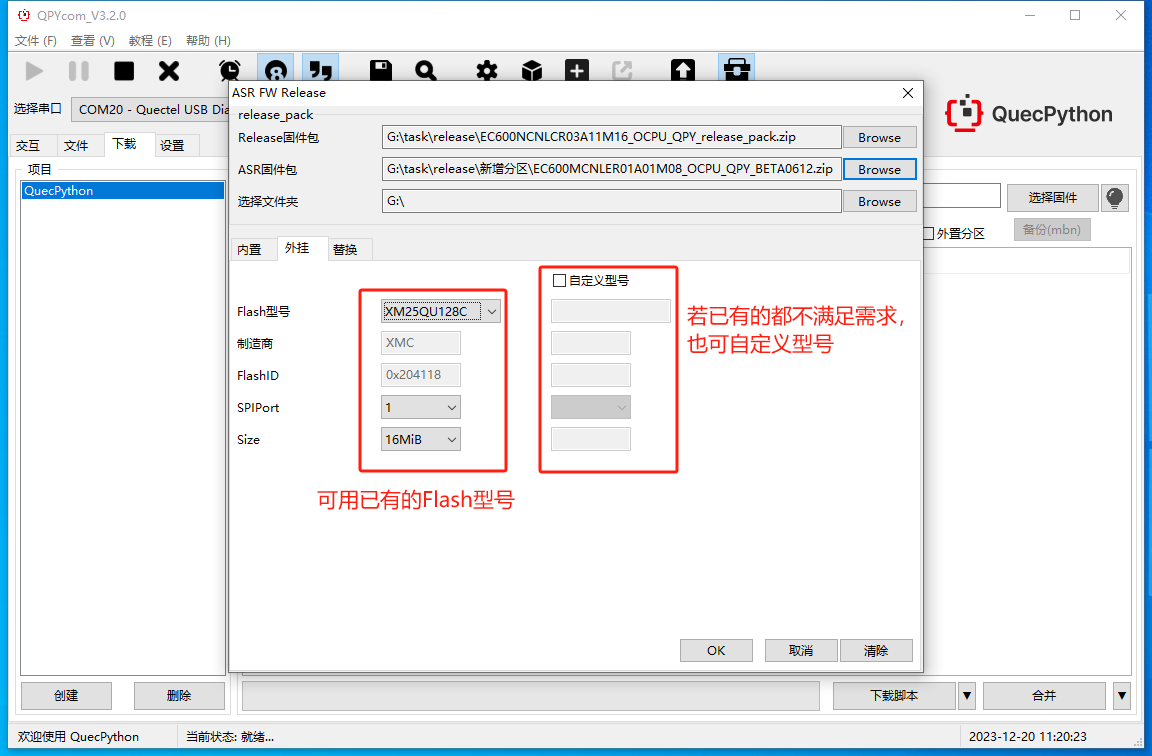 QPYcom_V3.2.0
文件 (F) 查看 (V) 教程 (E) 帮助 (H)
选择串口 COM20 - Quectel USB Dia
QuecPython
交互 文件 下载 设置
项目
QuecPython
选择固件
外置分区 备份(mbn)
ASR FW Release
release_pack
Release固件包 G:\task\release\EC600NCNLCR03A11M16_OCPU_QPY_release_pack.zip Browse
ASR固件包 G:\task\release\新增分区\EC600MCNLER01A01M08_OCPU_QPY_BETA0612.zip Browse
选择文件夹 G:\ Browse
内置 外挂 替换
自定义型号
Flash型号 XM25QU128C
制造商 XMC
FlashID 0x204118
SPIPort 1
Size 16MiB
若已有的都不满足需求，
也可自定义型号
可用已有的Flash型号
OK 取消 清除
创建 删除 下载脚本 合并
欢迎使用 QuecPython 当前状态: 就绪... 2023-12-20 11:20:23